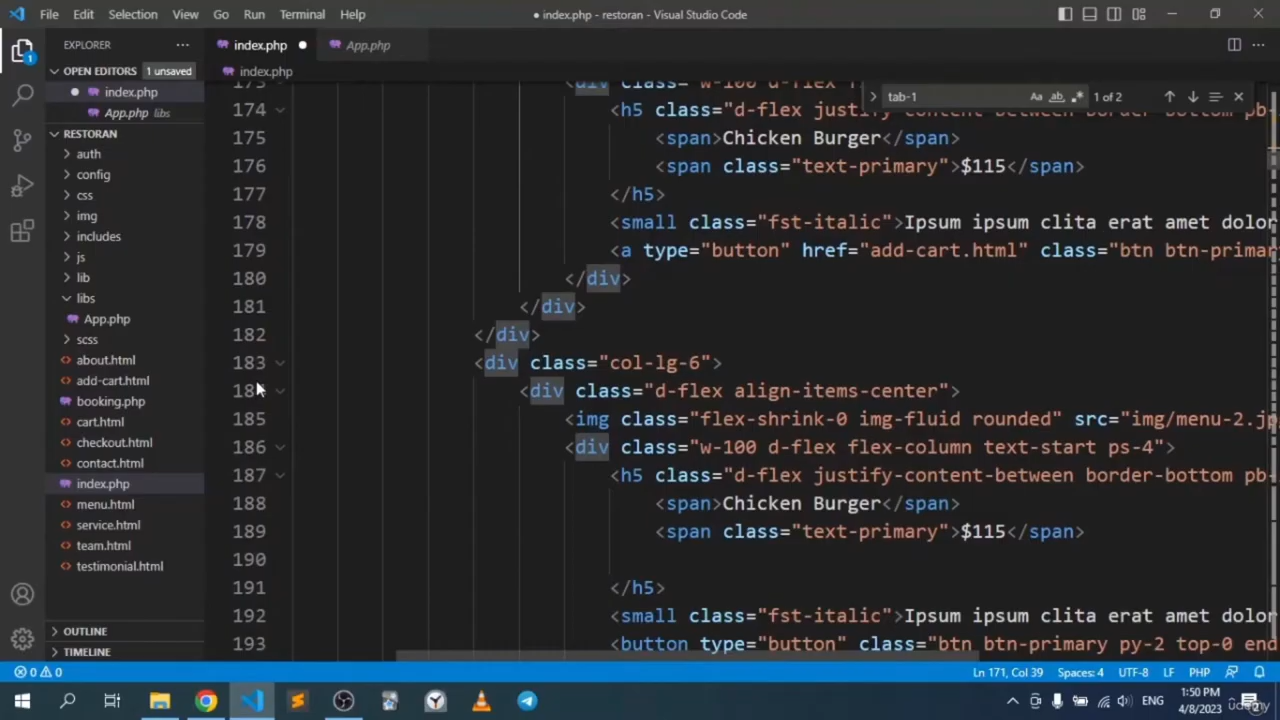 File Edit Selection View Go Run Terminal Help
● index.php - restoran - Visual Studio Code
EXPLORER
index.php
App.php
OPEN EDITORS 1 unsaved
index.php
index.php
App.php libs
tab-1
Aa ab .*
1 of 2
RESTORAN
auth
config
css
img
includes
js
lib
libs
App.php
scss
about.html
add-cart.html
booking.php
cart.html
checkout.html
contact.html
index.php
menu.html
service.html
team.html
testimonial.html
OUTLINE
TIMELINE
173 <div class="w-100 d-flex
174 <h5 class="d-flex justify-content-between border-bottom pb-
175 <span>Chicken Burger</span>
176 <span class="text-primary">$115</span>
177 </h5>
178 <small class="fst-italic">Ipsum ipsum clita erat amet dolor
179 <a type="button" href="add-cart.html" class="btn btn-primar
180 </div>
181 </div>
182 </div>
183 <div class="col-lg-6">
184 <div class="d-flex align-items-center">
185 <img class="flex-shrink-0 img-fluid rounded" src="img/menu-2.jp
186 <div class="w-100 d-flex flex-column text-start ps-4">
187 <h5 class="d-flex justify-content-between border-bottom pb-
188 <span>Chicken Burger</span>
189 <span class="text-primary">$115</span>
190
191 </h5>
192 <small class="fst-italic">Ipsum ipsum clita erat amet dolor
193 <button type="button" class="btn btn-primary py-2 top-0 end
0 0
Ln 171, Col 39 Spaces: 4 UTF-8 LF PHP
ENG
1:50 PM
4/8/2023
udemy